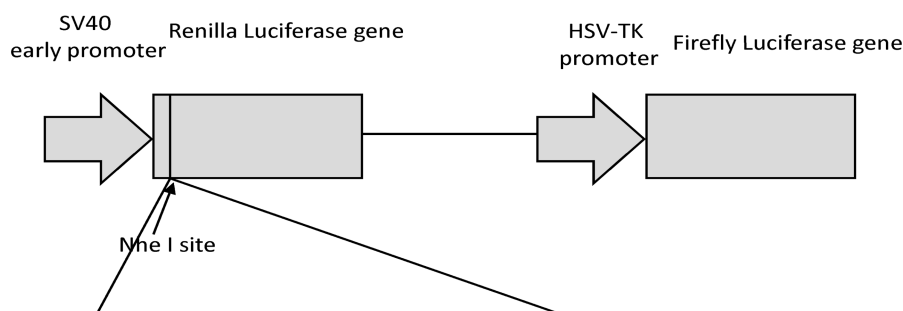 SV40
early promoter
Renilla Luciferase gene
HSV-TK
promoter
Firefly Luciferase gene
Nhe I site